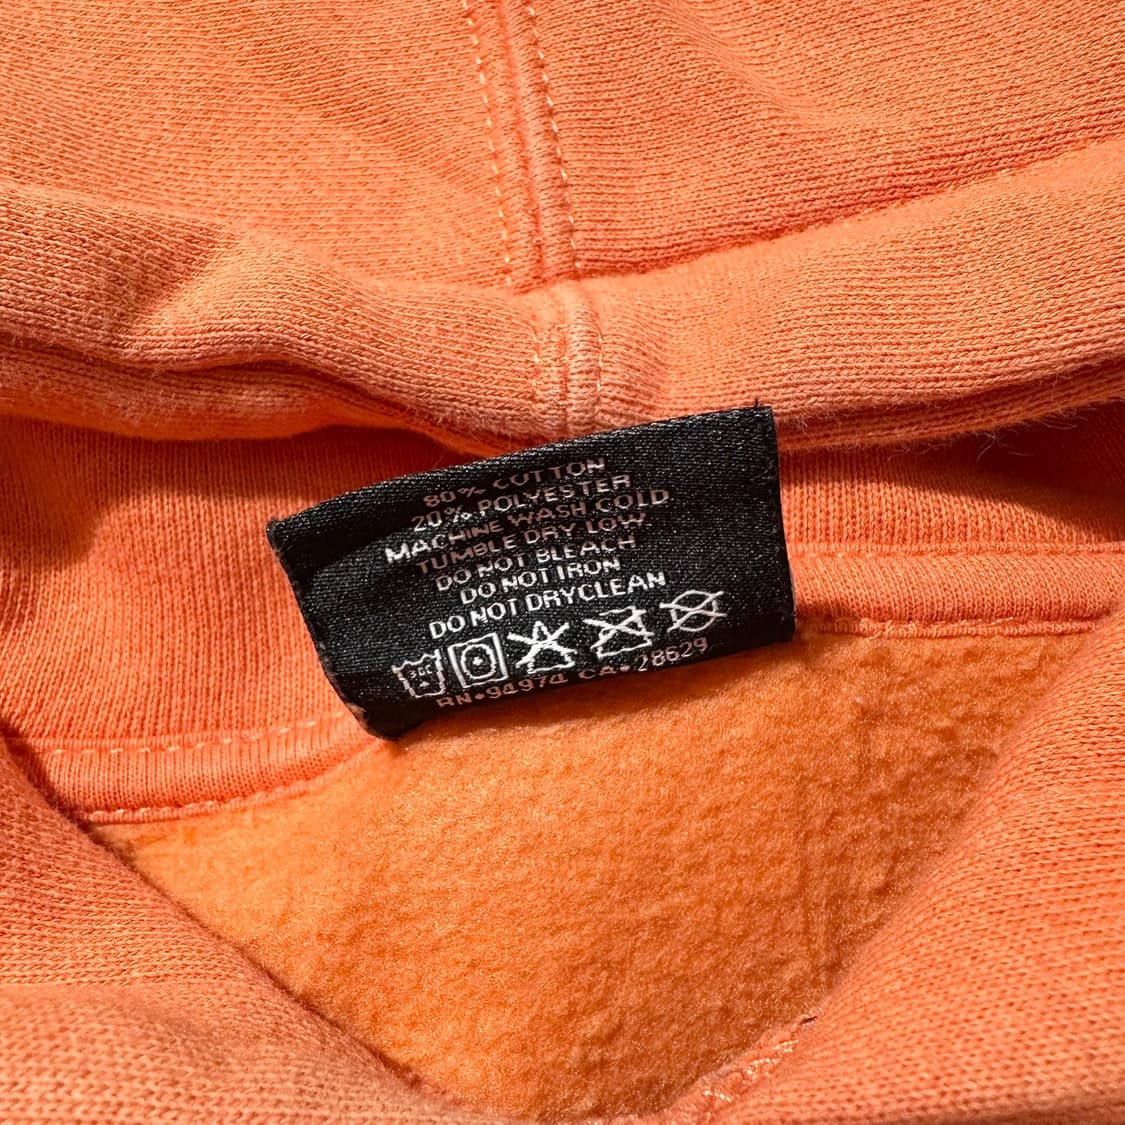 80% COTTON
20% POLYESTER
MACHINE WASH COLD
TUMBLE DRY LOW
DO NOT BLEACH
DO NOT IRON
DO NOT DRYCLEAN
30C
RN•94974 CA•28629